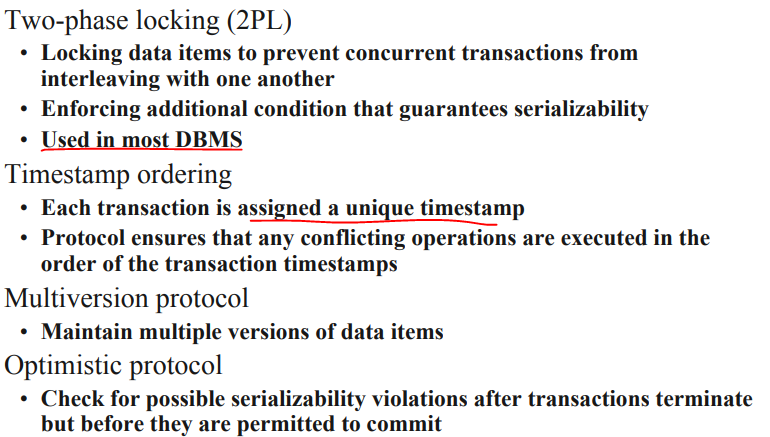 Two-phase locking (2PL)
• Locking data items to prevent concurrent transactions from
interleaving with one another
• Enforcing additional condition that guarantees serializability
• Used in most DBMS
Timestamp ordering
• Each transaction is assigned a unique timestamp
• Protocol ensures that any conflicting operations are executed in the
order of the transaction timestamps
Multiversion protocol
• Maintain multiple versions of data items
Optimistic protocol
• Check for possible serializability violations after transactions terminate
but before they are permitted to commit